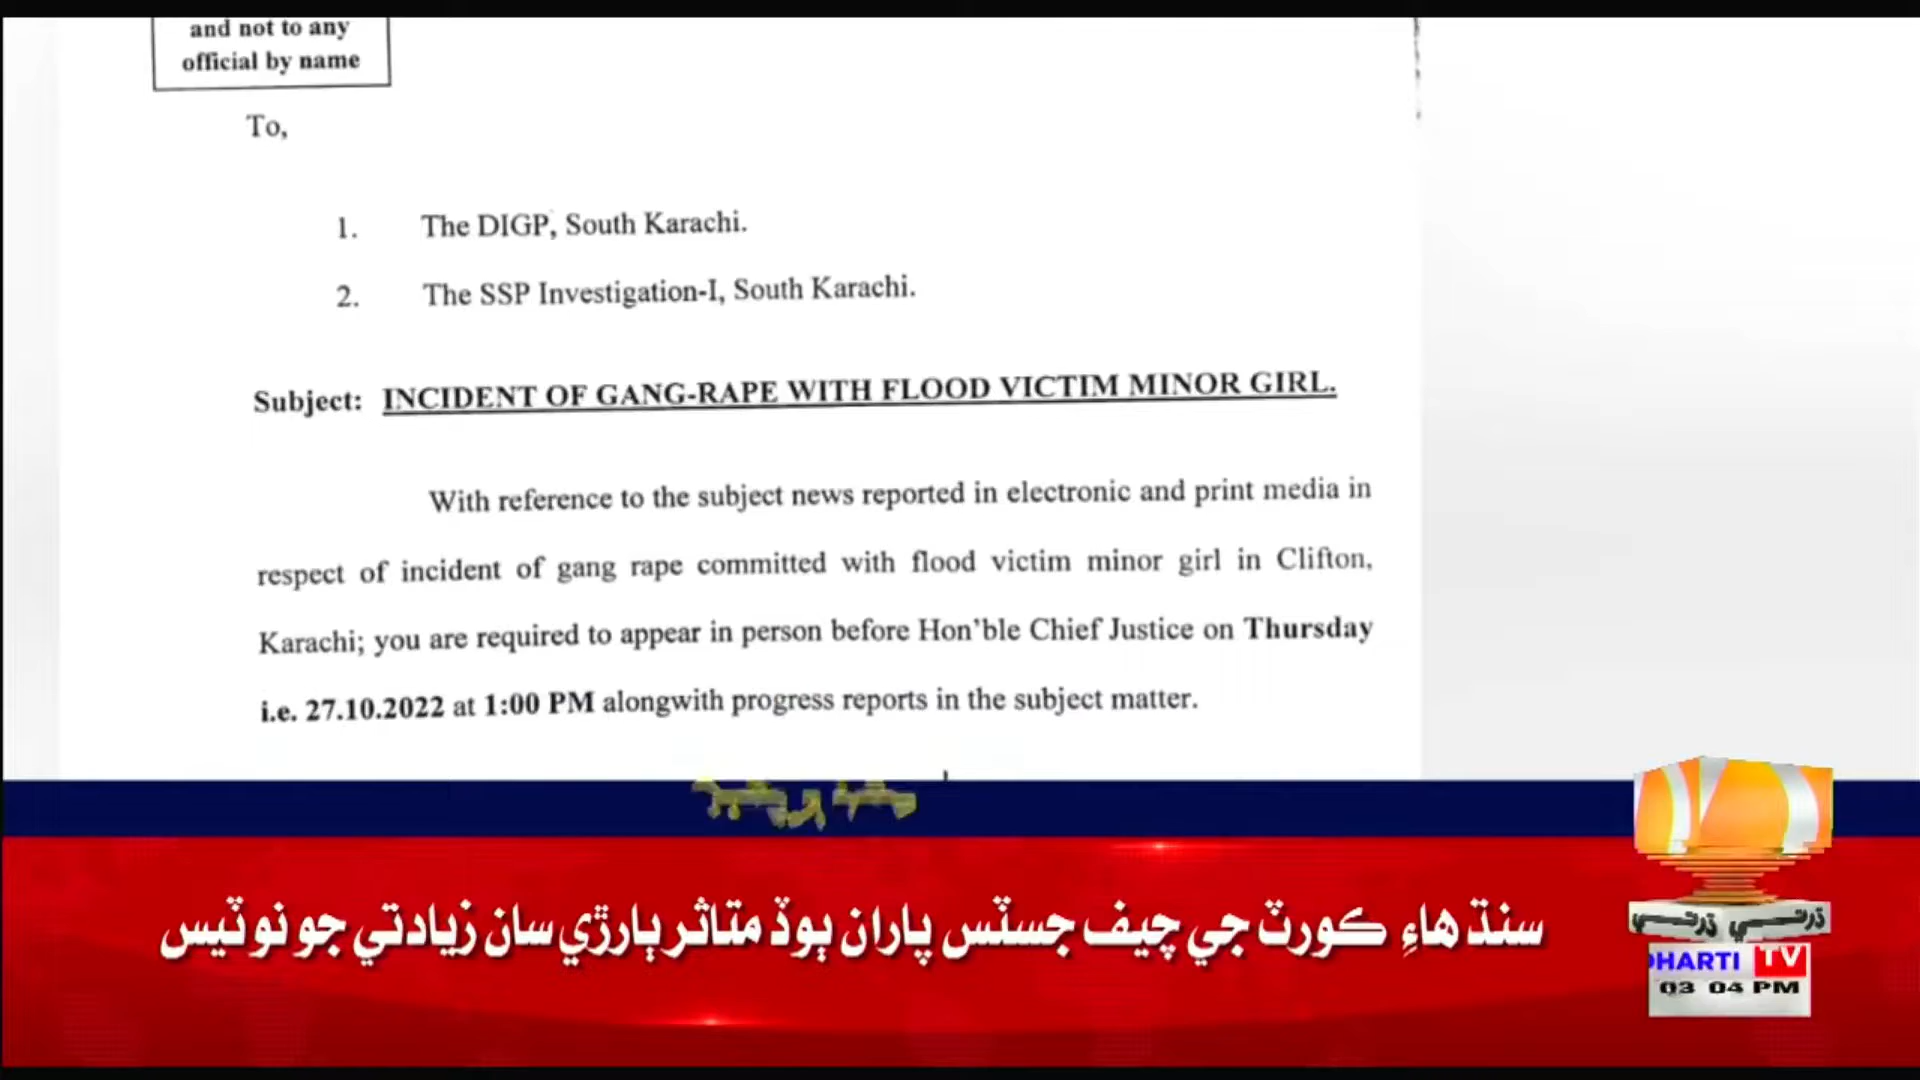 and not to any
official by name
To,
1. The DIGP, South Karachi.
2. The SSP Investigation-I, South Karachi.
Subject: INCIDENT OF GANG-RAPE WITH FLOOD VICTIM MINOR GIRL.
With reference to the subject news reported in electronic and print media in
respect of incident of gang rape committed with flood victim minor girl in Clifton,
Karachi; you are required to appear in person before Hon'ble Chief Justice on Thursday
i.e. 27.10.2022 at 1:00 PM alongwith progress reports in the subject matter.
سنڌ هاءِ ڪورٽ جي چيف جسٽس پاران ٻوڏ متاثر ٻارڙي سان زيادتي جو نوٽيس
ڌرتي ڌرتي
DHARTI TV
03 04 PM